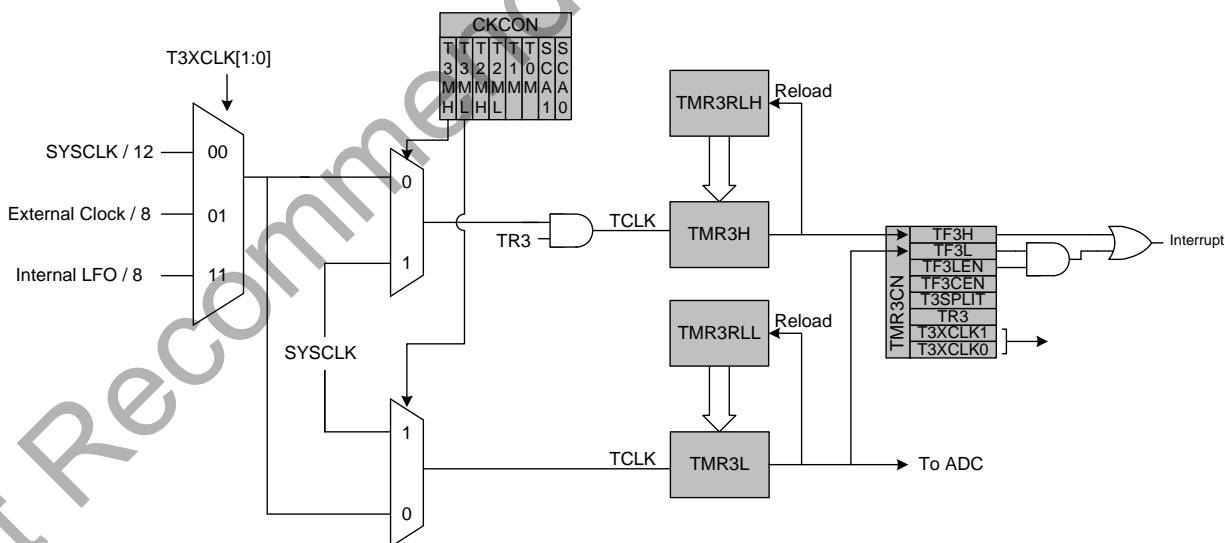 CKCON
T3MH
T3ML
T2MH
T2ML
T1M
T0M
SCA1
SCA0
T3XCLK[1:0]
SYSCLK / 12
00
External Clock / 8
01
Internal LFO / 8
11
0
1
SYSCLK
1
0
TR3
TCLK
TMR3RLH
Reload
TMR3H
TMR3RLL
Reload
TCLK
TMR3L
To ADC
TMR3CN
TF3H
TF3L
TF3LEN
TF3CEN
T3SPLIT
TR3
T3XCLK1
T3XCLK0
Interrupt
Recommen